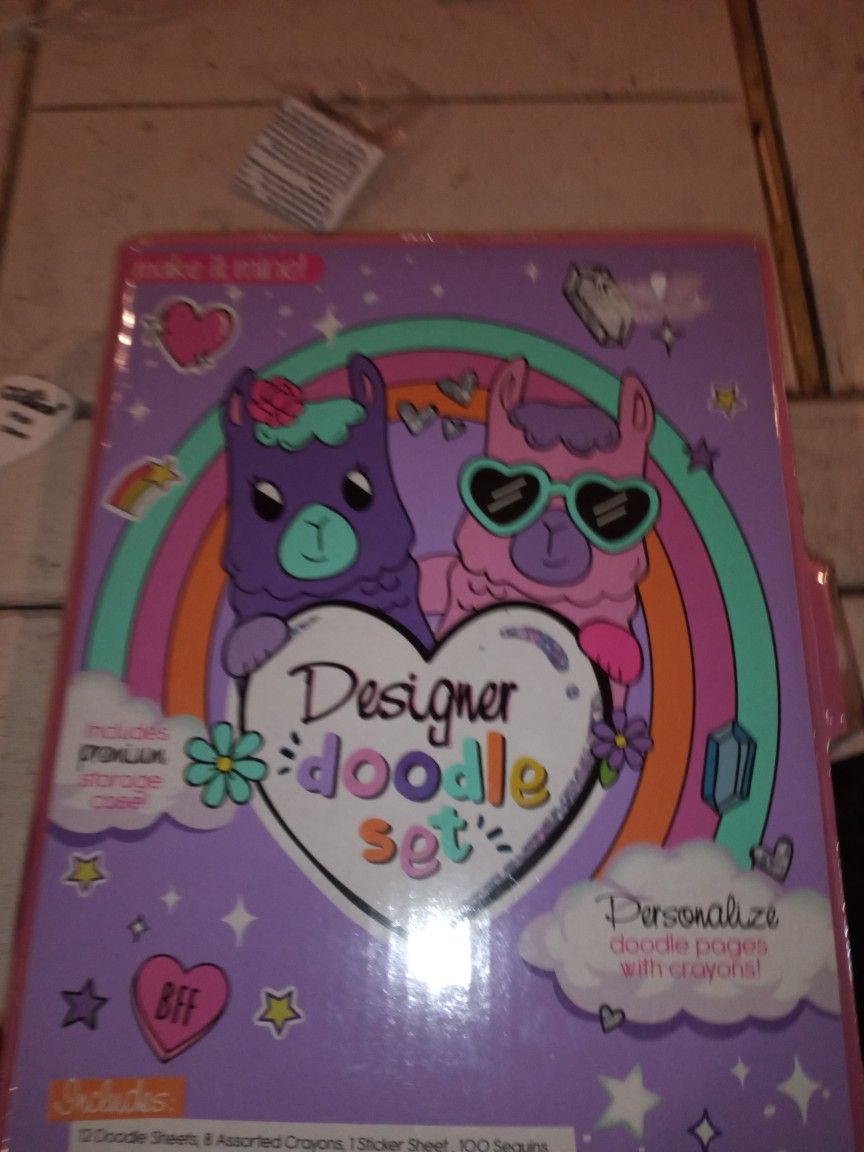 make it mine!
Designer
doodle
set
Includes
premium
storage
case!
Personalize
doodle pages
with crayons!
BFF
Includes:
12 Doodle Sheets, 8 Assorted Crayons, 1 Sticker Sheet, 100 Sequins